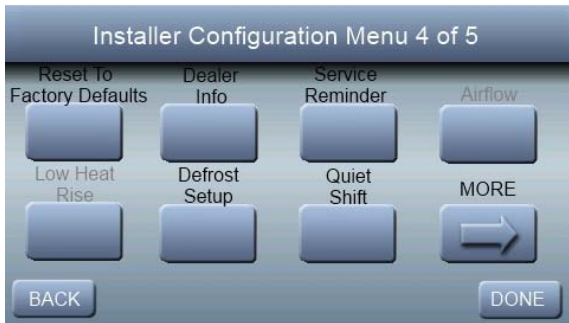 Installer Configuration Menu 4 of 5
Reset To
Factory Defaults
Dealer
Info
Service
Reminder
Airflow
Low Heat
Rise
Defrost
Setup
Quiet
Shift
MORE
BACK
DONE